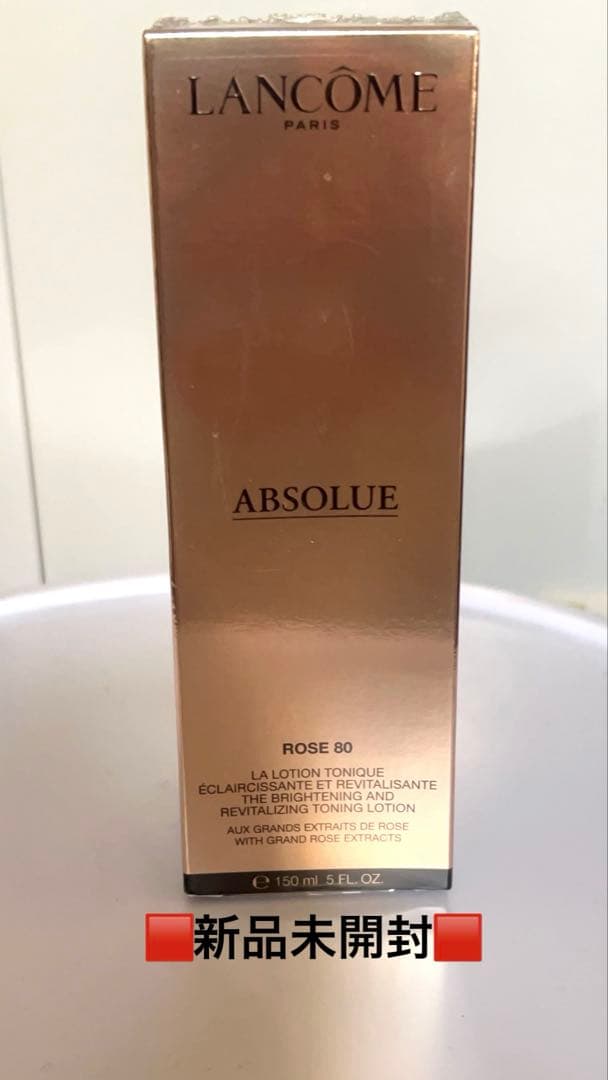 LANCÔME
PARIS
ABSOLUE
ROSE 80
LA LOTION TONIQUE
ÉCLAIRCISSANTE ET REVITALISANTE
THE BRIGHTENING AND
REVITALIZING TONING LOTION
AUX GRANDS EXTRAITS DE ROSE
WITH GRAND ROSE EXTRACTS
℮ 150 ml 5 FL. OZ.
🟥新品未開封🟥